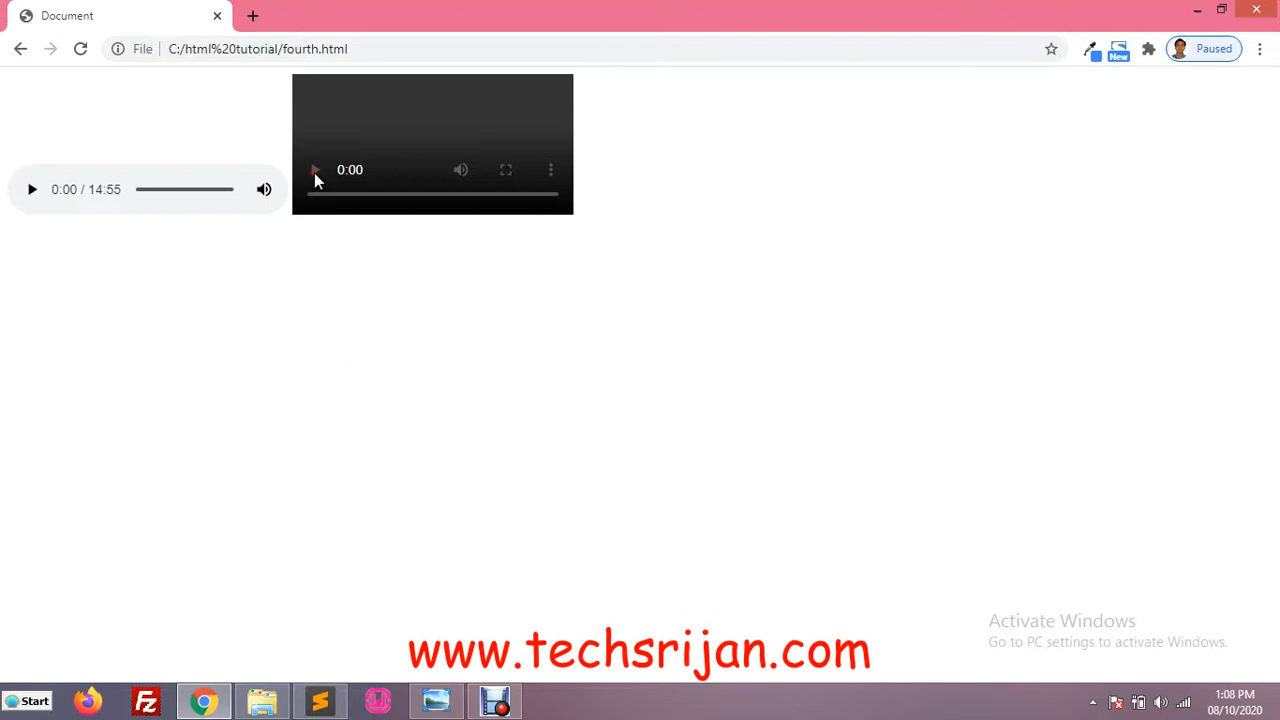 Document
File
C:/html%20tutorial/fourth.html
New
Paused
0:00
0:00 / 14:55
Activate Windows
Go to PC settings to activate Windows.
www.techsrijan.com
Start
1:08 PM
08/10/2020